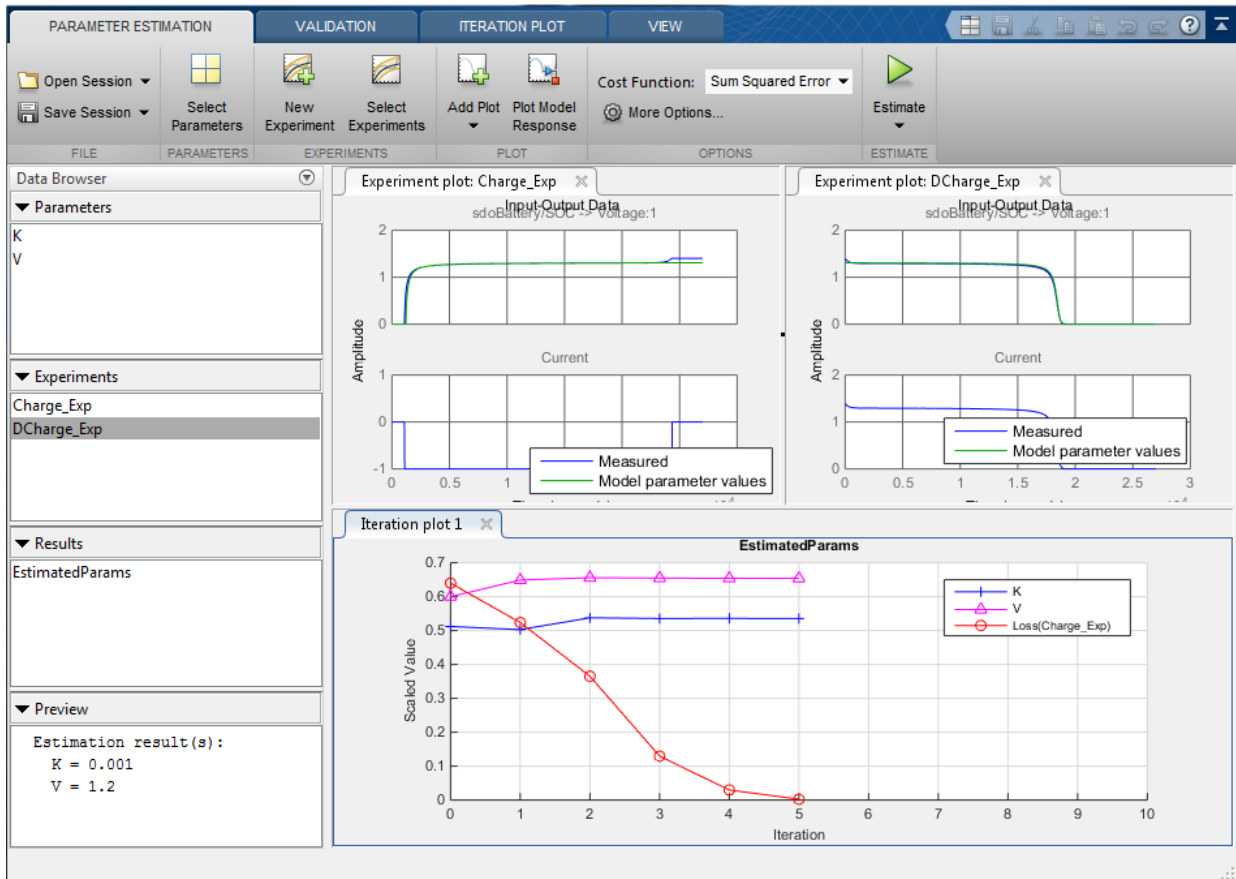 PARAMETER ESTIMATION VALIDATION ITERATION PLOT VIEW
Open Session
Save Session
Select
Parameters
New
Experiment
Select
Experiments
Add Plot
Plot Model
Response
Cost Function: Sum Squared Error
More Options...
Estimate
FILE PARAMETERS EXPERIMENTS PLOT OPTIONS ESTIMATE
Data Browser
Parameters
K
V
Experiments
Charge_Exp
DCharge_Exp
Results
EstimatedParams
Preview
Estimation result(s):
K = 0.001
V = 1.2
Experiment plot: Charge_Exp
Input-Output Data
sdoBattery/SOC -> Voltage:1
2
1
0
Amplitude
Current
1
0
-1
0 0.5 1
Measured
Model parameter values
Experiment plot: DCharge_Exp
Input-Output Data
sdoBattery/SOC -> Voltage:1
2
1
0
Amplitude
Current
2
1
0
0 0.5 1 1.5 2 2.5 3
Measured
Model parameter values
Iteration plot 1
EstimatedParams
0.7
0.6
0.5
0.4
0.3
0.2
0.1
0
Scaled Value
0 1 2 3 4 5 6 7 8 9 10
Iteration
K
V
Loss(Charge_Exp)